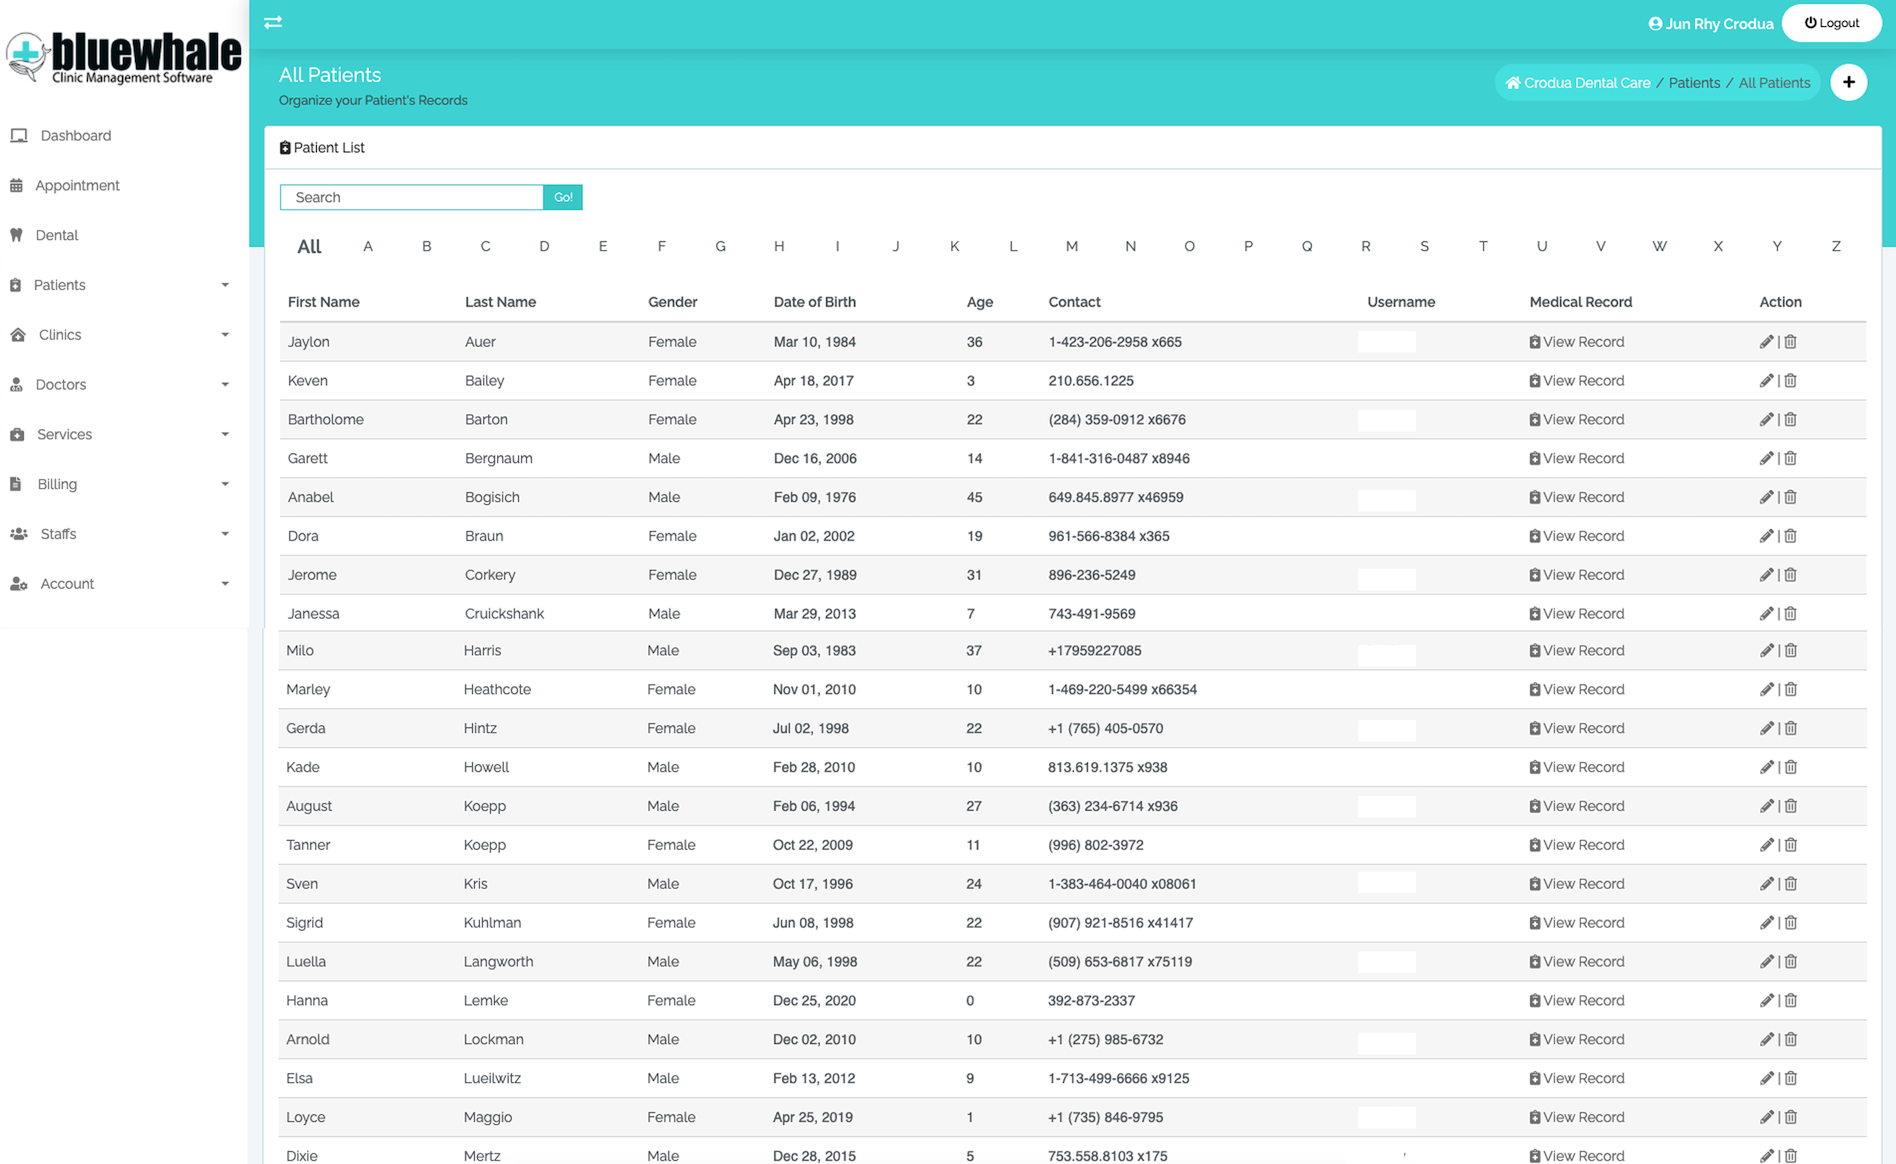 bluewhale
Clinic Management Software
Jun Rhy Crodua
Logout
All Patients
Organize your Patient's Records
Crodua Dental Care / Patients / All Patients
+
Dashboard
Appointment
Dental
Patients
Clinics
Doctors
Services
Billing
Staffs
Account
Patient List
Search Go!
All A B C D E F G H I J K L M N O P Q R S T U V W X Y Z
First Name Last Name Gender Date of Birth Age Contact Username Medical Record Action
Jaylon Auer Female Mar 10, 1984 36 1-423-206-2958 x665 View Record |
Keven Bailey Female Apr 18, 2017 3 210.656.1225 View Record |
Bartholome Barton Female Apr 23, 1998 22 (284) 359-0912 x6676 View Record |
Garett Bergnaum Male Dec 16, 2006 14 1-841-316-0487 x8946 View Record |
Anabel Bogisich Male Feb 09, 1976 45 649.845.8977 x46959 View Record |
Dora Braun Female Jan 02, 2002 19 961-566-8384 x365 View Record |
Jerome Corkery Female Dec 27, 1989 31 896-236-5249 View Record |
Janessa Cruickshank Male Mar 29, 2013 7 743-491-9569 View Record |
Milo Harris Male Sep 03, 1983 37 +17959227085 View Record |
Marley Heathcote Female Nov 01, 2010 10 1-469-220-5499 x66354 View Record |
Gerda Hintz Female Jul 02, 1998 22 +1 (765) 405-0570 View Record |
Kade Howell Male Feb 28, 2010 10 813.619.1375 x938 View Record |
August Koepp Male Feb 06, 1994 27 (363) 234-6714 x936 View Record |
Tanner Koepp Female Oct 22, 2009 11 (996) 802-3972 View Record |
Sven Kris Male Oct 17, 1996 24 1-383-464-0040 x08061 View Record |
Sigrid Kuhlman Female Jun 08, 1998 22 (907) 921-8516 x41417 View Record |
Luella Langworth Male May 06, 1998 22 (509) 653-6817 x75119 View Record |
Hanna Lemke Female Dec 25, 2020 0 392-873-2337 View Record |
Arnold Lockman Male Dec 02, 2010 10 +1 (275) 985-6732 View Record |
Elsa Lueilwitz Male Feb 13, 2012 9 1-713-499-6666 x9125 View Record |
Loyce Maggio Female Apr 25, 2019 1 +1 (735) 846-9795 View Record |
Dixie Mertz Male Dec 28, 2015 5 753.558.8103 x175 View Record |